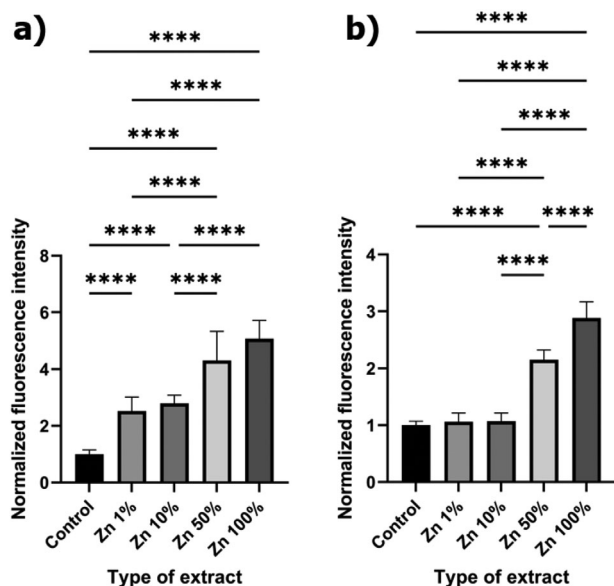 a)
****
****
****
****
**** ****
**** ****
Normalized fluorescence intensity
8
6
4
2
0
Control
Zn 1%
Zn 10%
Zn 50%
Zn 100%
Type of extract
b)
****
****
****
****
**** ****
****
Normalized fluorescence intensity
4
3
2
1
0
Control
Zn 1%
Zn 10%
Zn 50%
Zn 100%
Type of extract